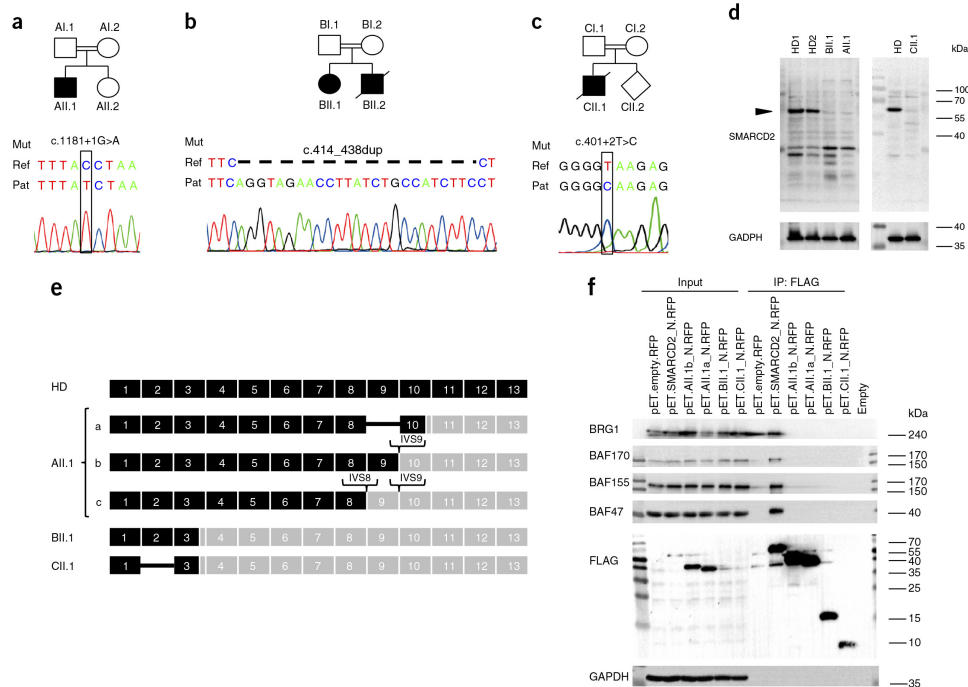 a
AI.1 AI.2
AII.1 AII.2
Mut c.1181+1G>A
Ref TTTACCTAA
Pat TTTATCTAA
b
BI.1 BI.2
BII.1 BII.2
Mut c.414_438dup
Ref TTC CT
Pat TTCAGGTAGAACCTTATCTGCCATCTTCCT
c
CI.1 CI.2
CII.1 CII.2
Mut c.401+2T>C
Ref GGGGTAAGAG
Pat GGGGCAAGAG
d
HD1 HD2 BII.1 AII.1 HD CII.1 kDa
100
70
55
40
SMARCD2
GADPH
40
35
e
HD 1 2 3 4 5 6 7 8 9 10 11 12 13
AII.1
a 1 2 3 4 5 6 7 8 10 11 12 13
IVS9
b 1 2 3 4 5 6 7 8 9 10 11 12 13
IVS8 IVS9
c 1 2 3 4 5 6 7 8 9 10 11 12 13
BII.1 1 2 3 4 5 6 7 8 9 10 11 12 13
CII.1 1 3 4 5 6 7 8 9 10 11 12 13
f
Input IP: FLAG
pET.empty.RFP
pET.SMARCD2_N.RFP
pET.AII.1b_N.RFP
pET.AII.1a_N.RFP
pET.BII.1_N.RFP
pET.CII.1_N.RFP
pET.empty.RFP
pET.SMARCD2_N.RFP
pET.AII.1b_N.RFP
pET.AII.1a_N.RFP
pET.BII.1_N.RFP
pET.CII.1_N.RFP
Empty
kDa
BRG1 240
BAF170 170
150
BAF155 170
150
BAF47 40
FLAG
70
55
40
35
25
15
10
GAPDH 35